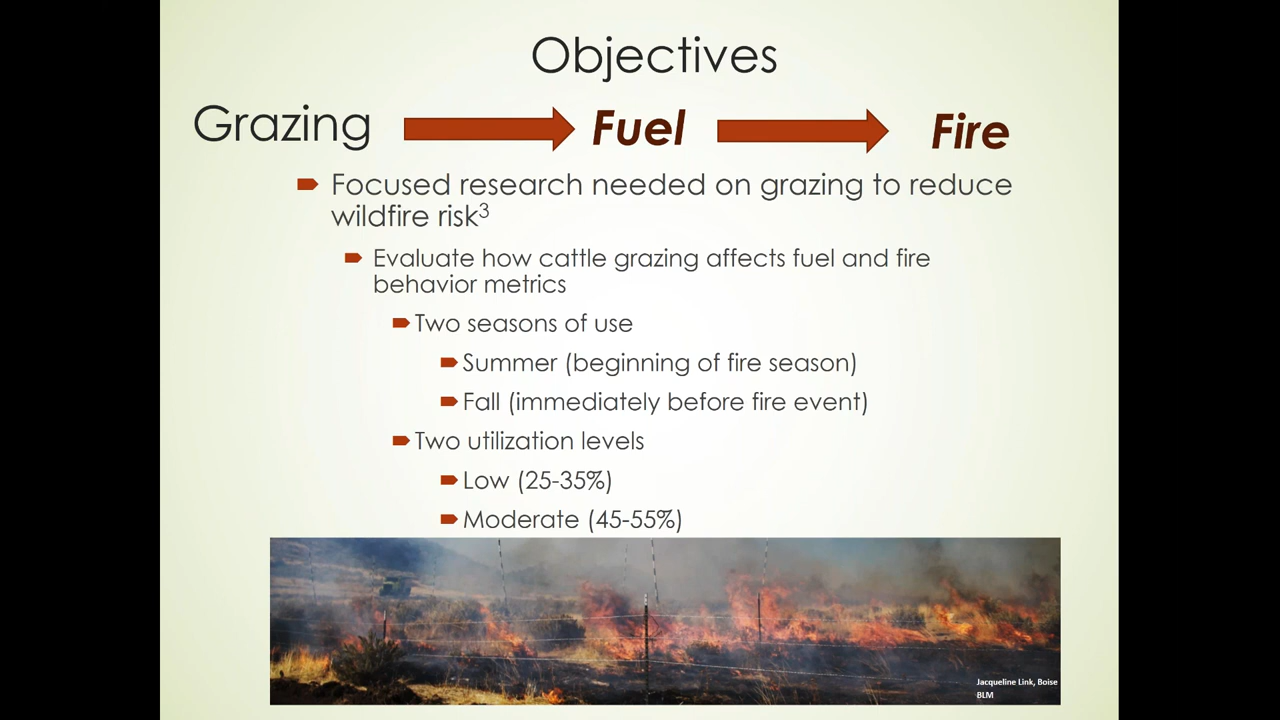 Objectives
Grazing Fuel Fire
Focused research needed on grazing to reduce
wildfire risk³
Evaluate how cattle grazing affects fuel and fire
behavior metrics
Two seasons of use
Summer (beginning of fire season)
Fall (immediately before fire event)
Two utilization levels
Low (25-35%)
Moderate (45-55%)
Jacqueline Link, Boise
BLM